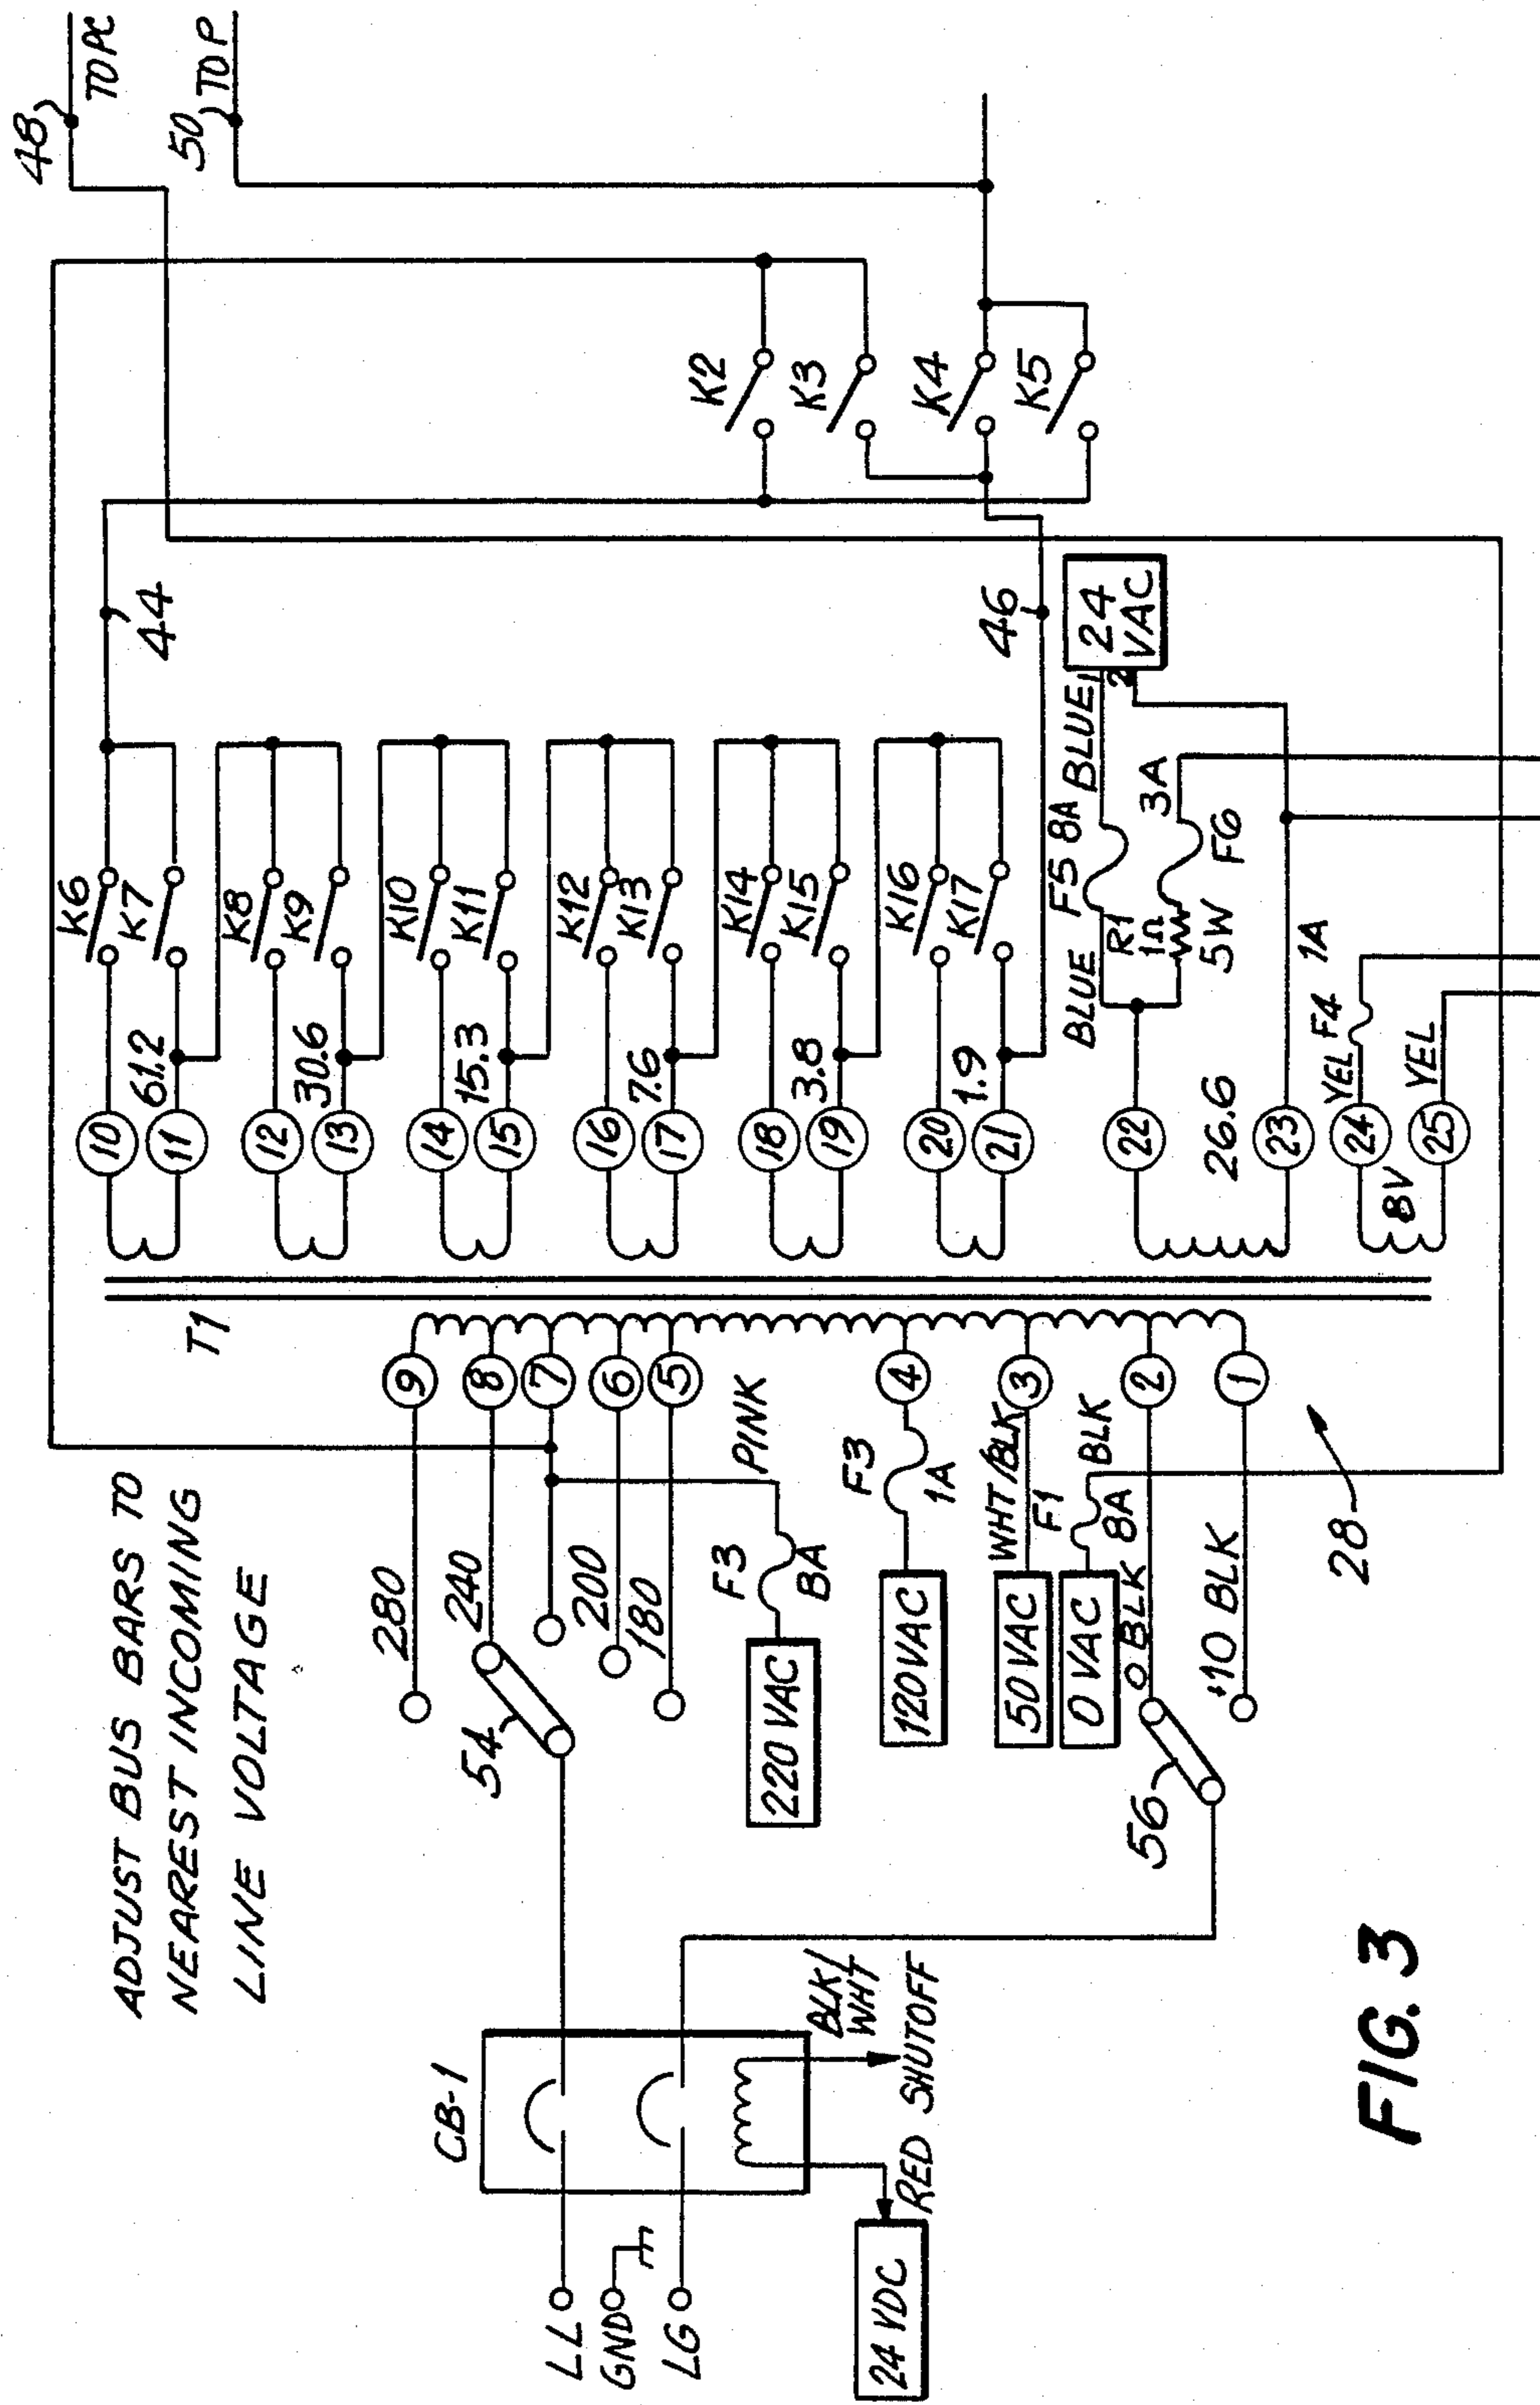 ADJUST BUS BARS TO
NEAREST INCOMING
LINE VOLTAGE
CB-1
LL
GND
LG
24 VDC
RED
BLK/
WHT
SHUTOFF
54
56
280
240
200
180
F3
8A
PINK
220 VAC
F3
1A
120 VAC
WHT/BLK
50 VAC
F1
8A
BLK
0 VAC
0 BLK
+10 BLK
28
T1
9
8
7
6
5
4
3
2
1
10
61.2
11
12
30.6
13
14
15.3
15
16
7.6
17
18
3.8
19
20
1.9
21
22
26.6
23
24
8V
25
K6
K7
K8
K9
K10
K11
K12
K13
K14
K15
K16
K17
44
46
BLUE
F5 8A
BLUE
1
2
24
VAC
R1
1Ω
5W
3A
F6
YEL
F4
1A
YEL
K2
K3
K4
K5
48
TO PC
50
TO P
FIG. 3